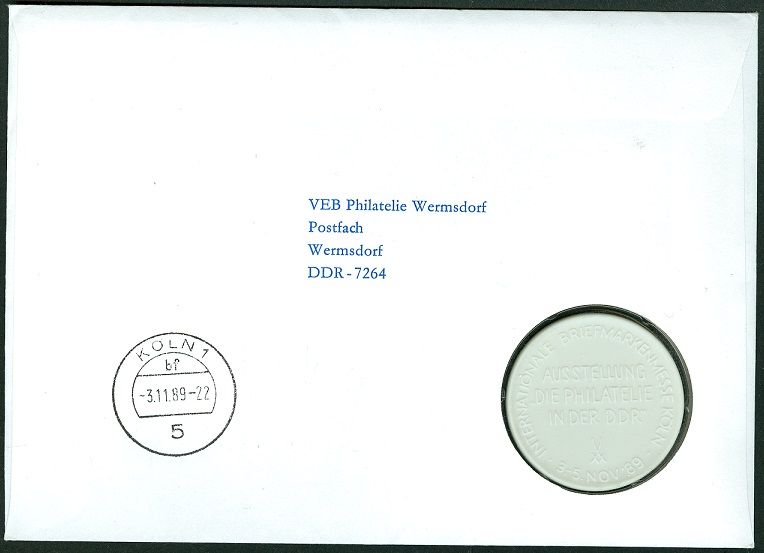 VEB Philatelie Wermsdorf
Postfach
Wermsdorf
DDR-7264
KÖLN 1
bf
-3.11.89-22
5
INTERNATIONALE BRIEFMARKENMESSE KÖLN
AUSSTELLUNG
„DIE PHILATELIE
IN DER DDR“
· 3.-5. NOV. '89 ·